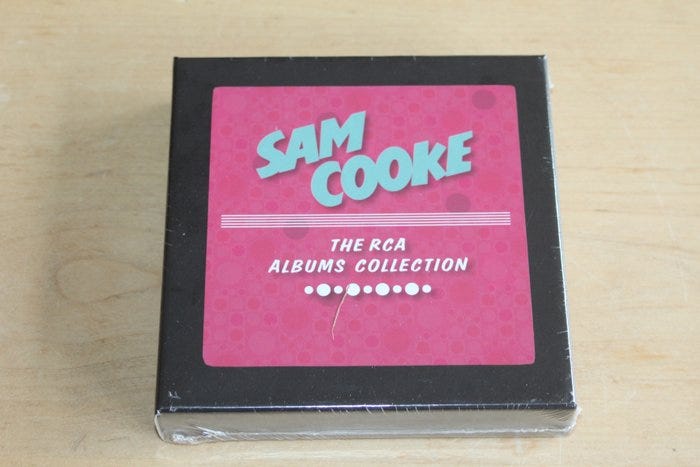 SAM
COOKE
THE RCA
ALBUMS COLLECTION